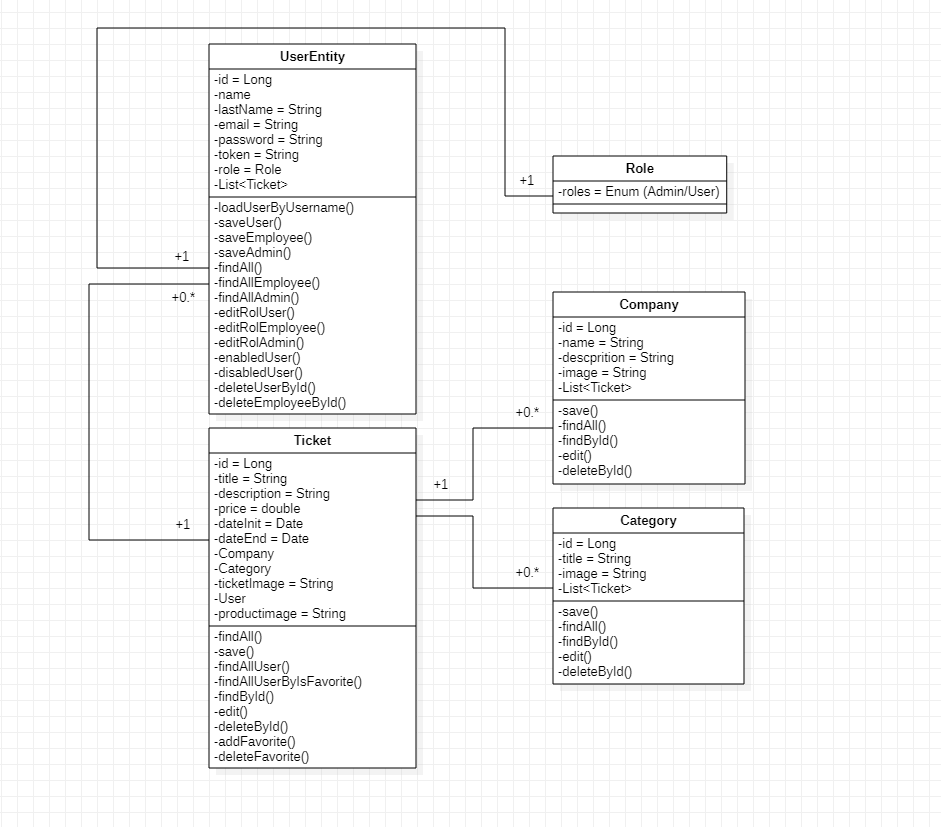 UserEntity
-id = Long
-name
-lastName = String
-email = String
-password = String
-token = String
-role = Role
-List<Ticket>
-loadUserByUsername()
-saveUser()
-saveEmployee()
-saveAdmin()
-findAll()
-findAllEmployee()
-findAllAdmin()
-editRolUser()
-editRolEmployee()
-editRolAdmin()
-enabledUser()
-disabledUser()
-deleteUserById()
-deleteEmployeeById()
+1
+0.*
+1
Role
-roles = Enum (Admin/User)
+1
Ticket
-id = Long
-title = String
-description = String
-price = double
-dateInit = Date
-dateEnd = Date
-Company
-Category
-ticketImage = String
-User
-productimage = String
-findAll()
-save()
-findAllUser()
-findAllUserByIsFavorite()
-findById()
-edit()
-deleteById()
-addFavorite()
-deleteFavorite()
+1
+0.*
+0.*
Company
-id = Long
-name = String
-descprition = String
-image = String
-List<Ticket>
-save()
-findAll()
-findById()
-edit()
-deleteById()
Category
-id = Long
-title = String
-image = String
-List<Ticket>
-save()
-findAll()
-findById()
-edit()
-deleteById()